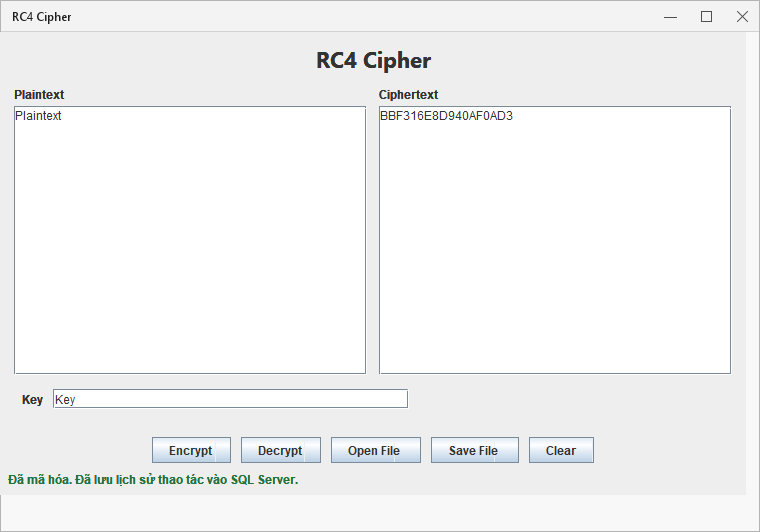 RC4 Cipher
RC4 Cipher
Plaintext
Ciphertext
Plaintext
BBF316E8D940AF0AD3
Key
Key
Encrypt
Decrypt
Open File
Save File
Clear
Đã mã hóa. Đã lưu lịch sử thao tác vào SQL Server.